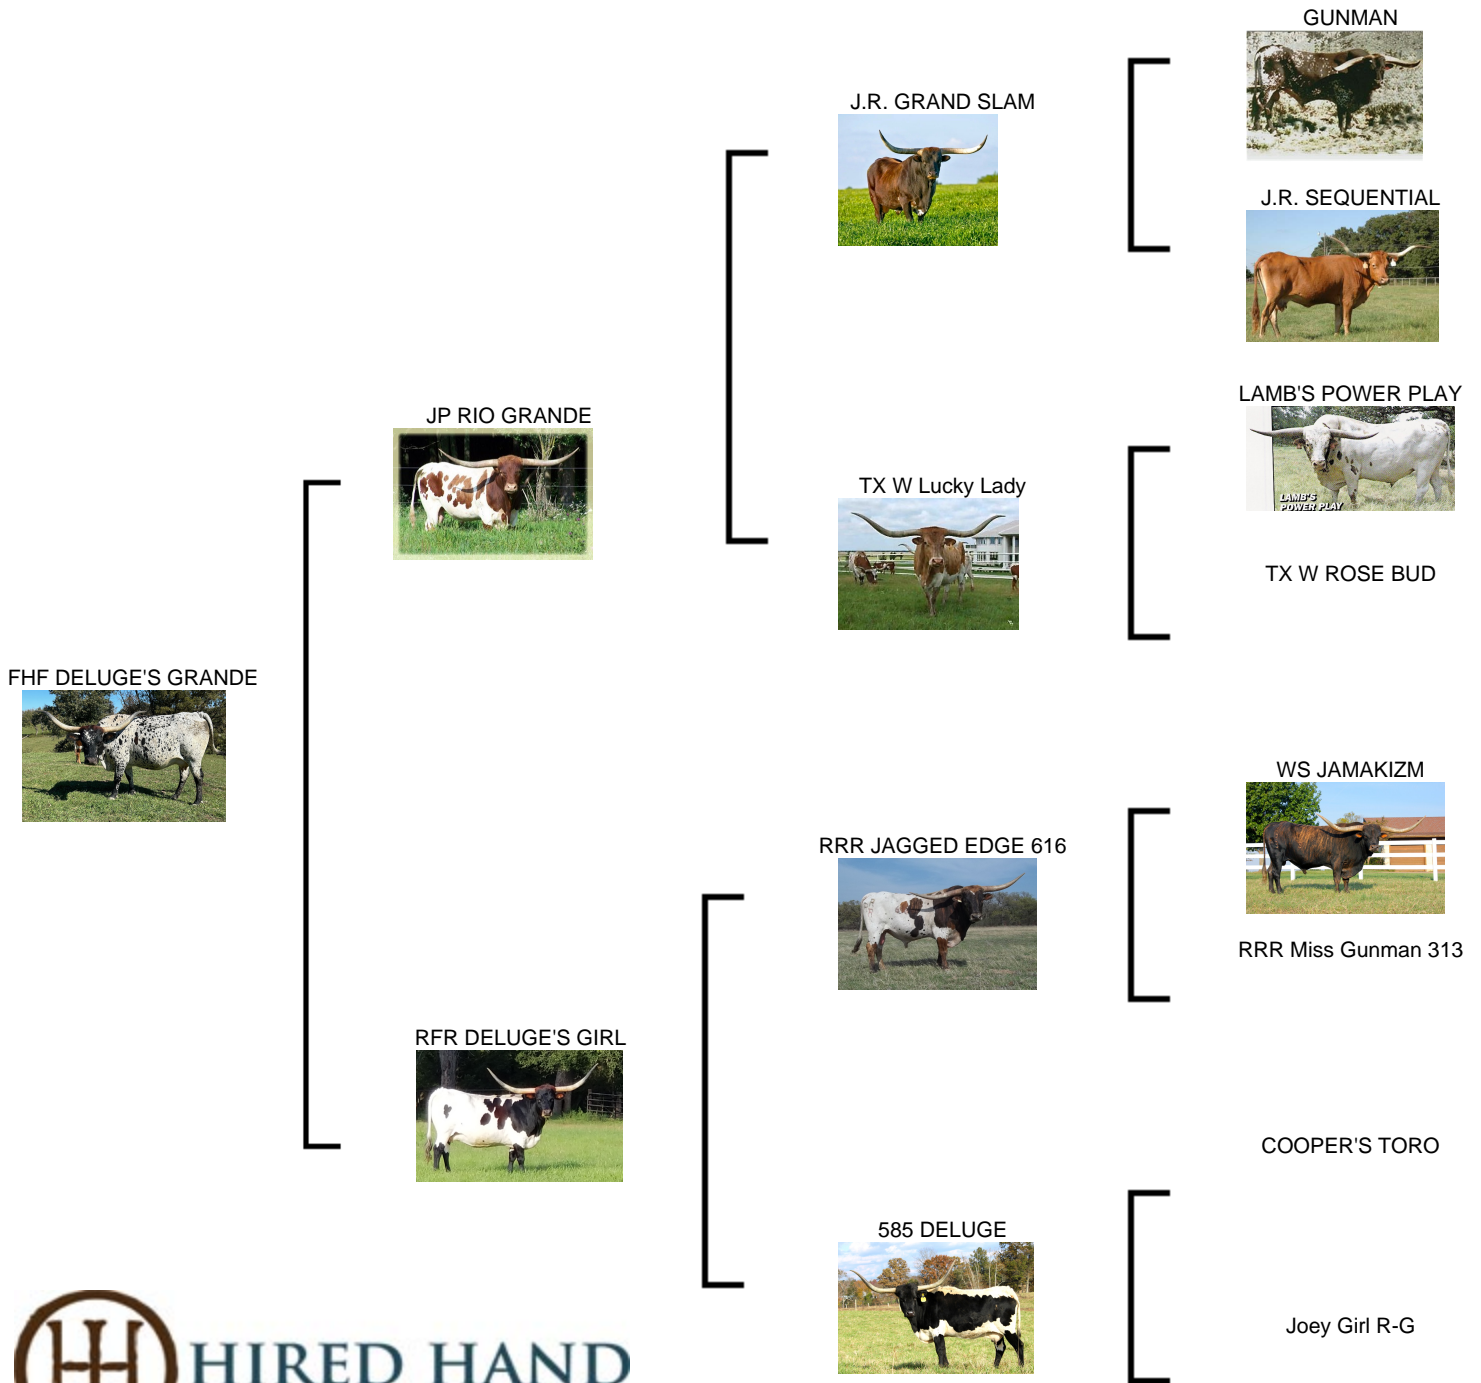 GUNMAN
J.R. GRAND SLAM
J.R. SEQUENTIAL
LAMB'S POWER PLAY
JP RIO GRANDE
TX W Lucky Lady
LAMB'S
POWER PLAY
TX W ROSE BUD
FHF DELUGE'S GRANDE
WS JAMAKIZM
RRR JAGGED EDGE 616
RRR Miss Gunman 313
RFR DELUGE'S GIRL
COOPER'S TORO
585 DELUGE
Joey Girl R-G
HIRED HAND